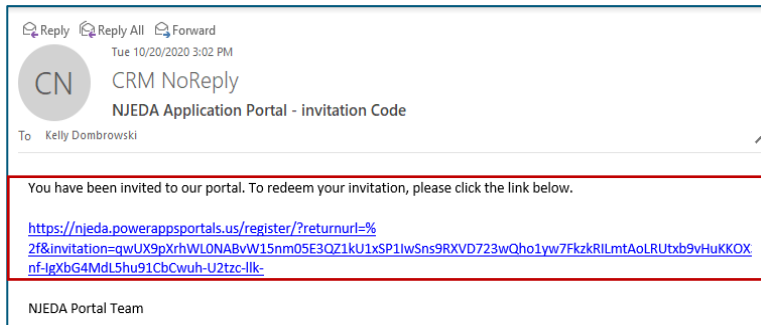 Reply Reply All Forward
Tue 10/20/2020 3:02 PM
CN
CRM NoReply
NJEDA Application Portal - invitation Code
To Kelly Dombrowski
You have been invited to our portal. To redeem your invitation, please click the link below.
https://njeda.powerappsportals.us/register/?returnurl=%
2f&invitation=qwUX9pXrhWL0NABvW15nm05E3QZ1kU1xSP1IwSns9RXVD723wQho1yw7FkzkRILmtAoLRUtxb9vHuKKOX
nf-IgXbG4MdL5hu91CbCwuh-U2tzc-llk-
NJEDA Portal Team